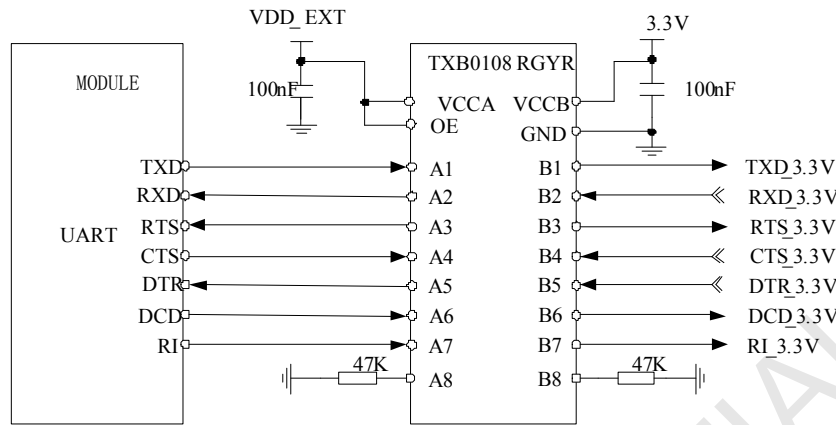 VDD_EXT
3.3V
MODULE
TXB0108 RGYR
100nF
VCCA
VCCB
100nF
OE
GND
TXD
A1
B1
TXD_3.3V
RXD
A2
B2
RXD_3.3V
UART
RTS
A3
B3
RTS_3.3V
CTS
A4
B4
CTS_3.3V
DTR
A5
B5
DTR_3.3V
DCD
A6
B6
DCD_3.3V
RI
A7
B7
RI_3.3V
47K
A8
B8
47K